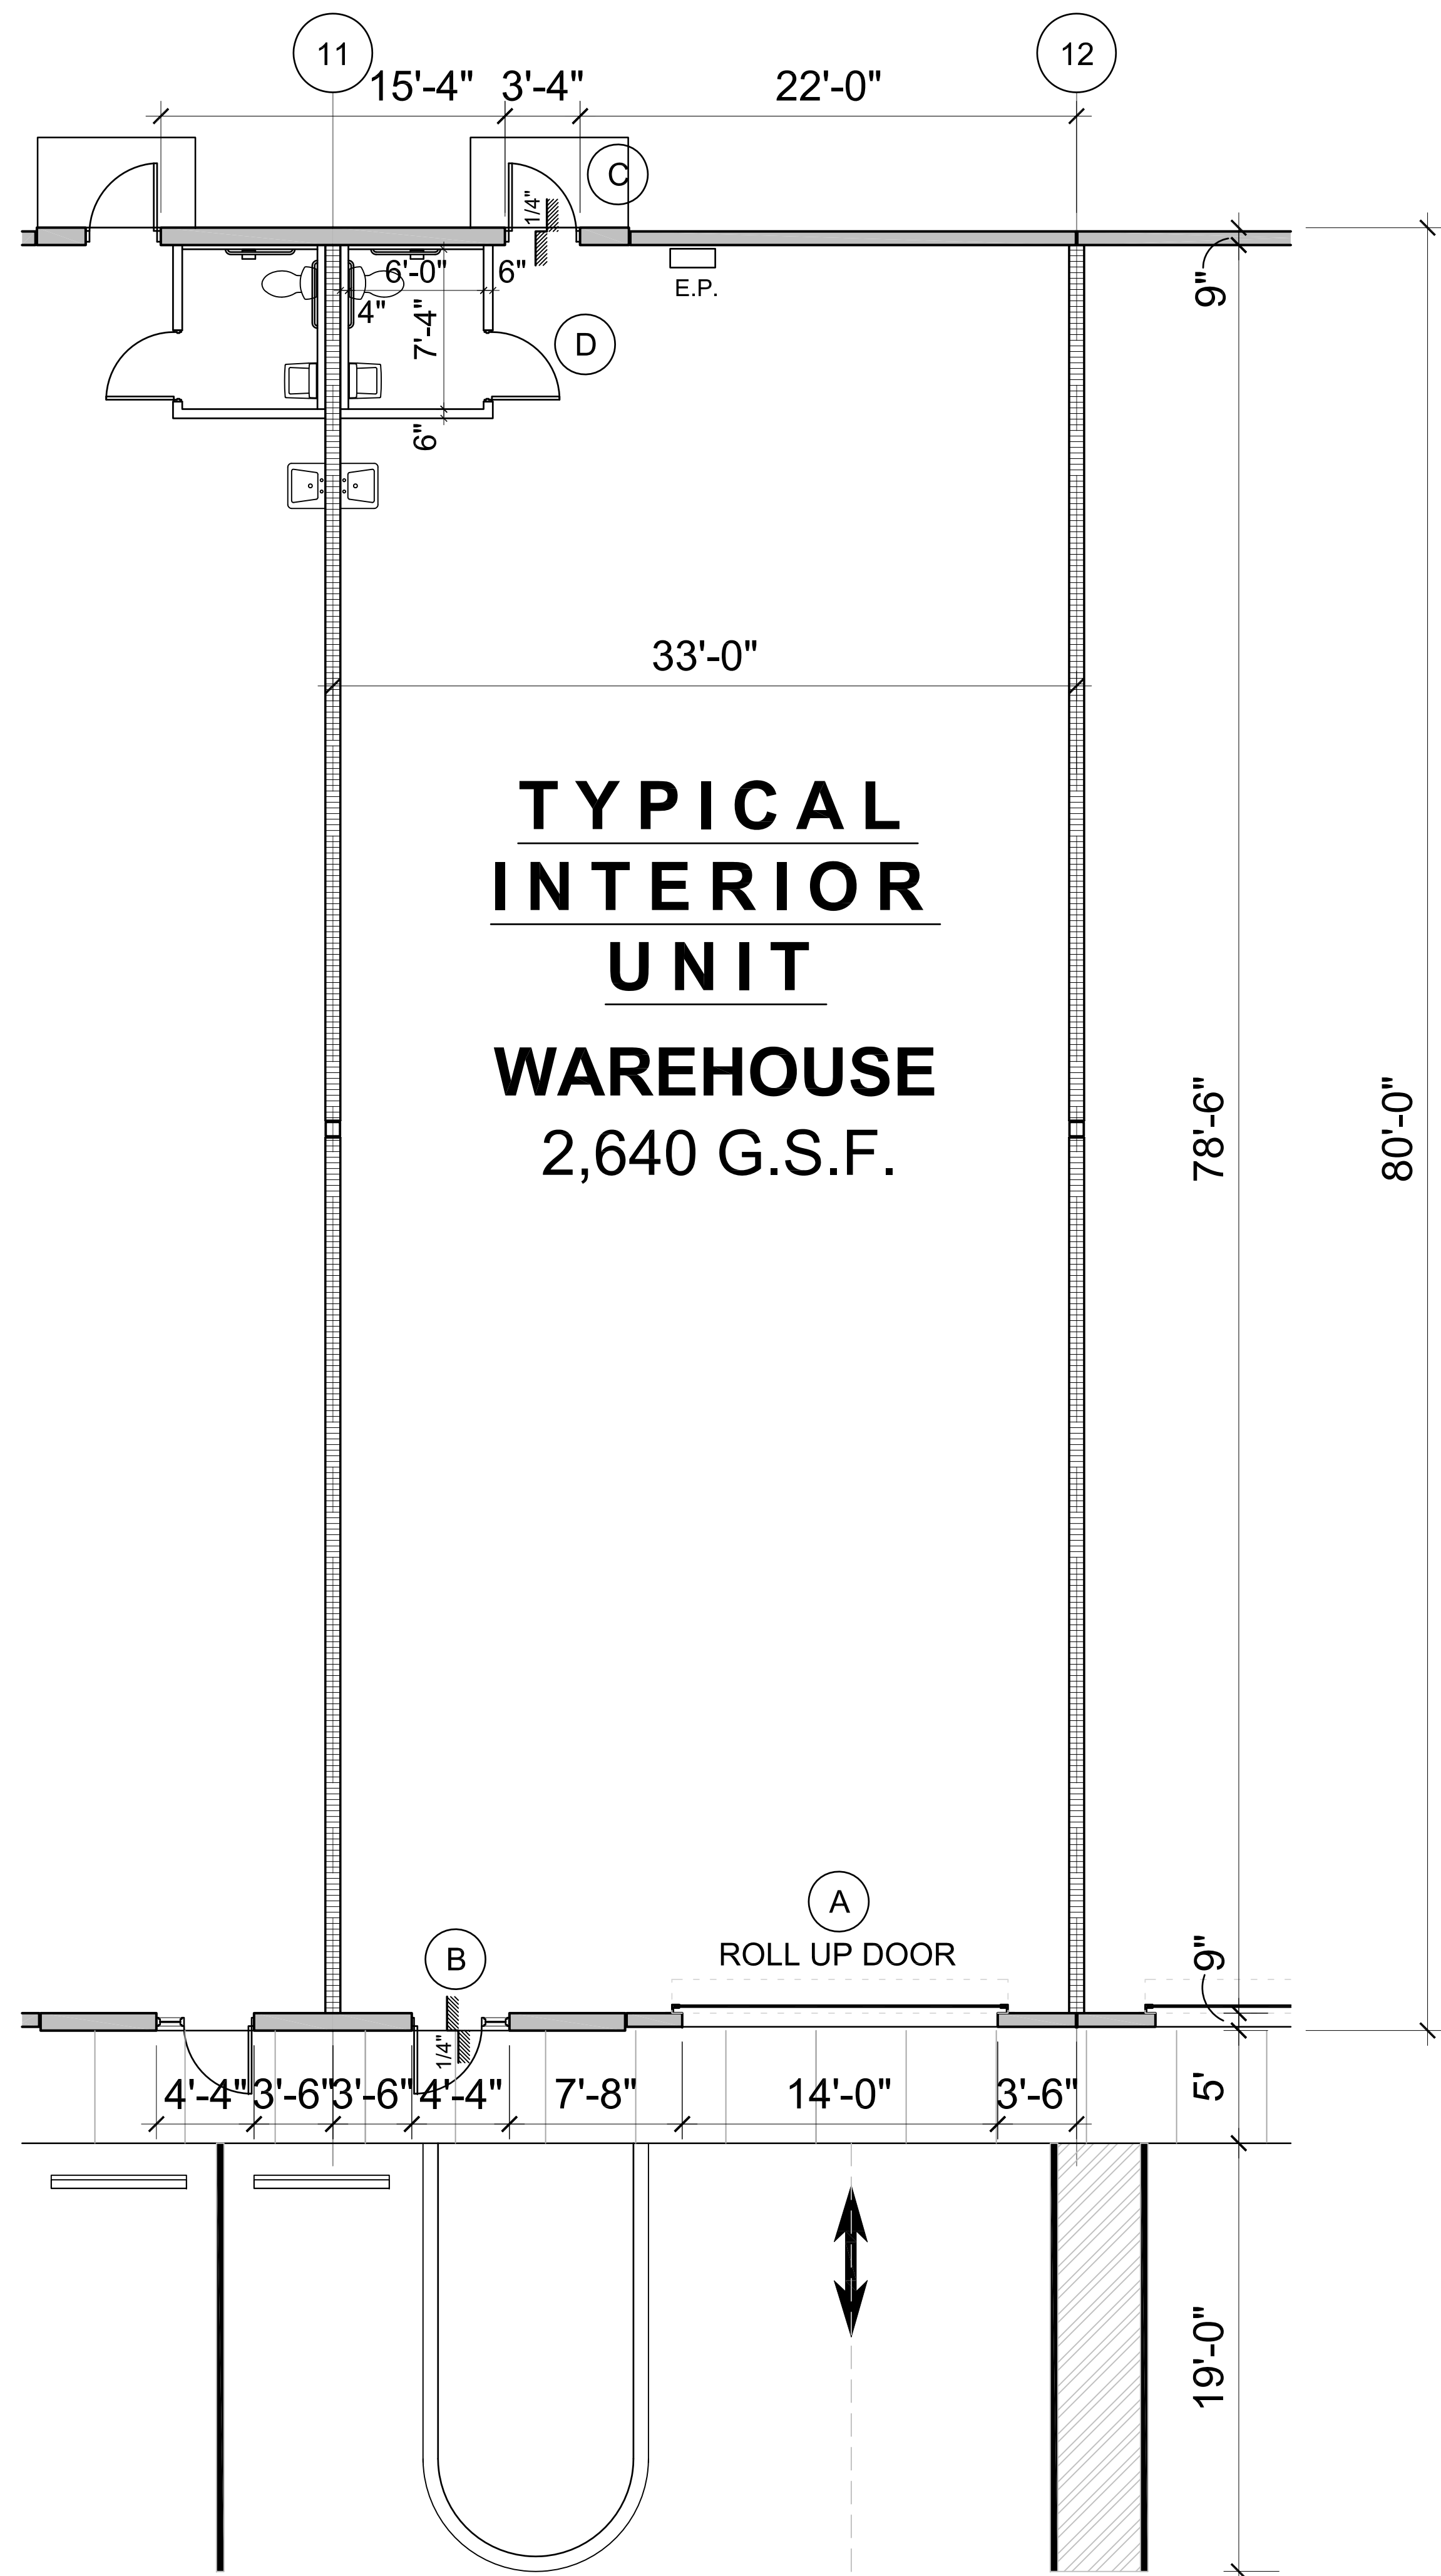 11
12
15'-4" 3'-4" 22'-0"
C
1/4"
6'-0" 6"
4"
7'-4"
6"
E.P.
D
9"
33'-0"
TYPICAL
INTERIOR
UNIT
WAREHOUSE
2,640 G.S.F.
78'-6"
80'-0"
A
ROLL UP DOOR
B
9"
1/4"
4'-4" 3'-6" 3'-6" 4'-4" 7'-8" 14'-0" 3'-6"
5'
19'-0"